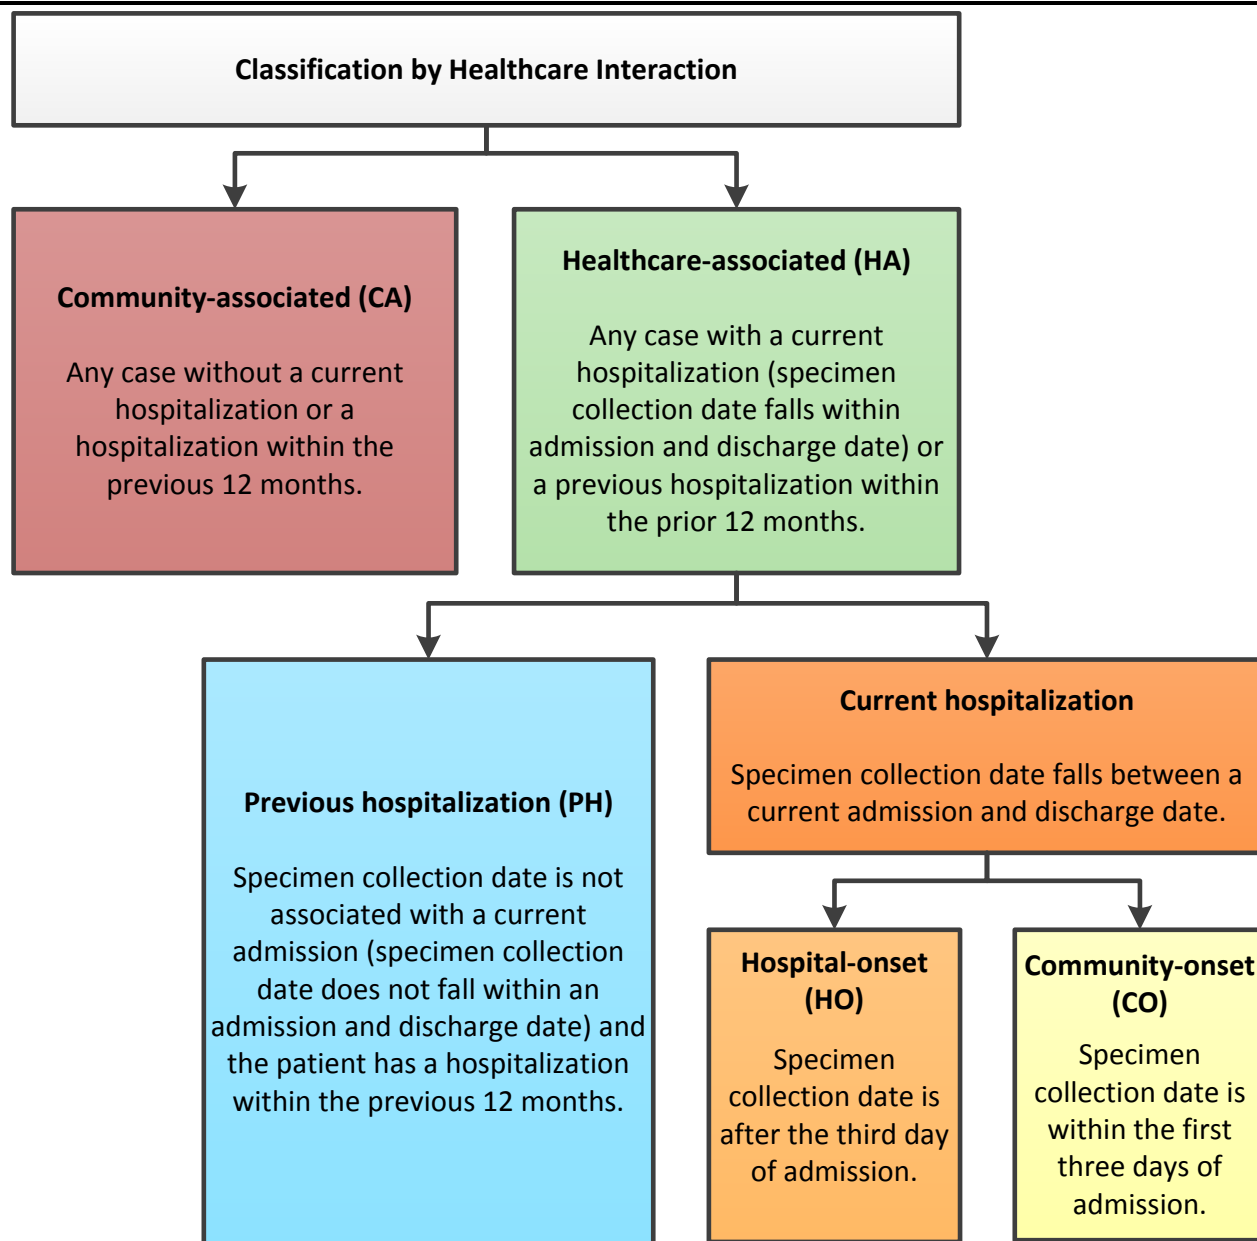 Classification by Healthcare Interaction
Community-associated (CA)
Any case without a current
hospitalization or a
hospitalization within the
previous 12 months.
Healthcare-associated (HA)
Any case with a current
hospitalization (specimen
collection date falls within
admission and discharge date) or
a previous hospitalization within
the prior 12 months.
Previous hospitalization (PH)
Specimen collection date is not
associated with a current
admission (specimen collection
date does not fall within an
admission and discharge date) and
the patient has a hospitalization
within the previous 12 months.
Current hospitalization
Specimen collection date falls between a
current admission and discharge date.
Hospital-onset
(HO)
Specimen
collection date is
after the third day
of admission.
Community-onset
(CO)
Specimen
collection date is
within the first
three days of
admission.